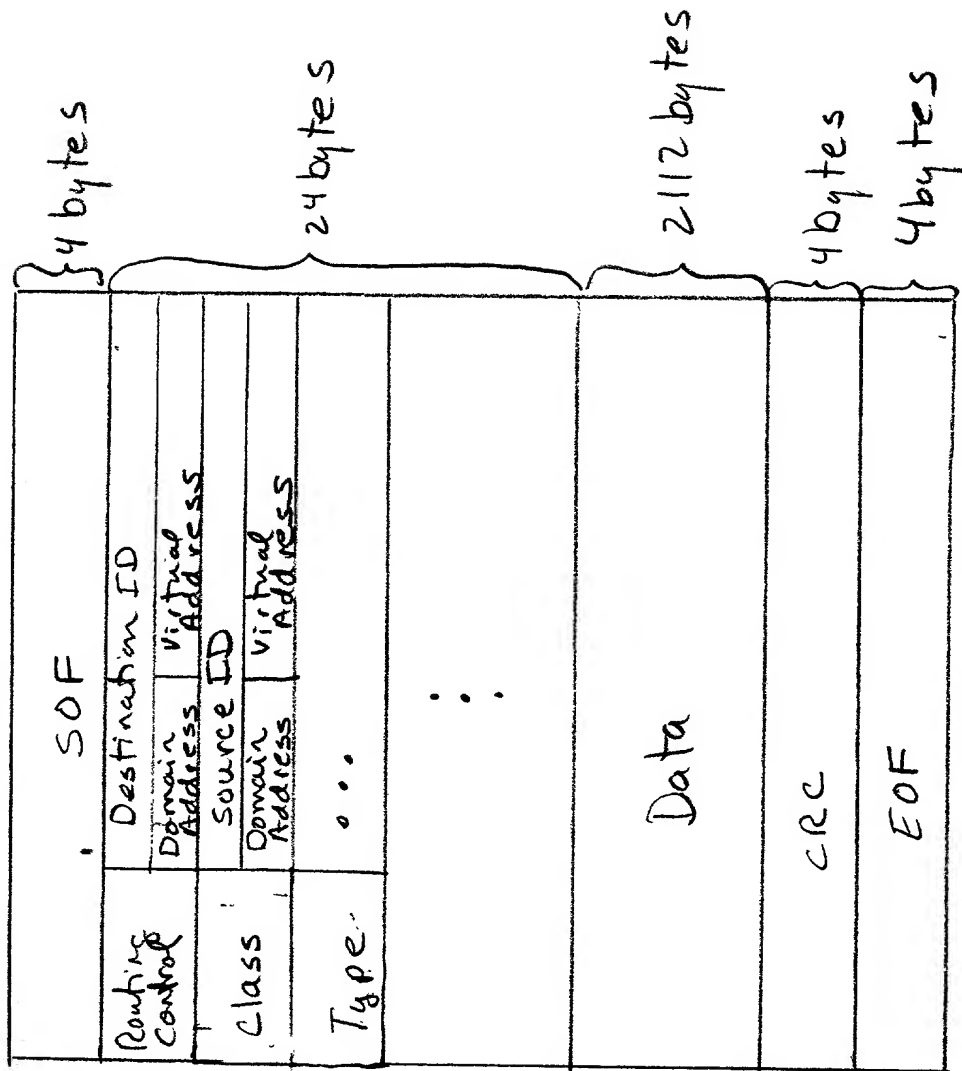 SOF
4 bytes
Routing
Control
Destination ID
Domain
Address
Virtual
Address
24 bytes
Class
Source ID
Domain
Address
Virtual
Address
Type
...
...
Data
2112 bytes
CRC
4 bytes
EOF
4 bytes